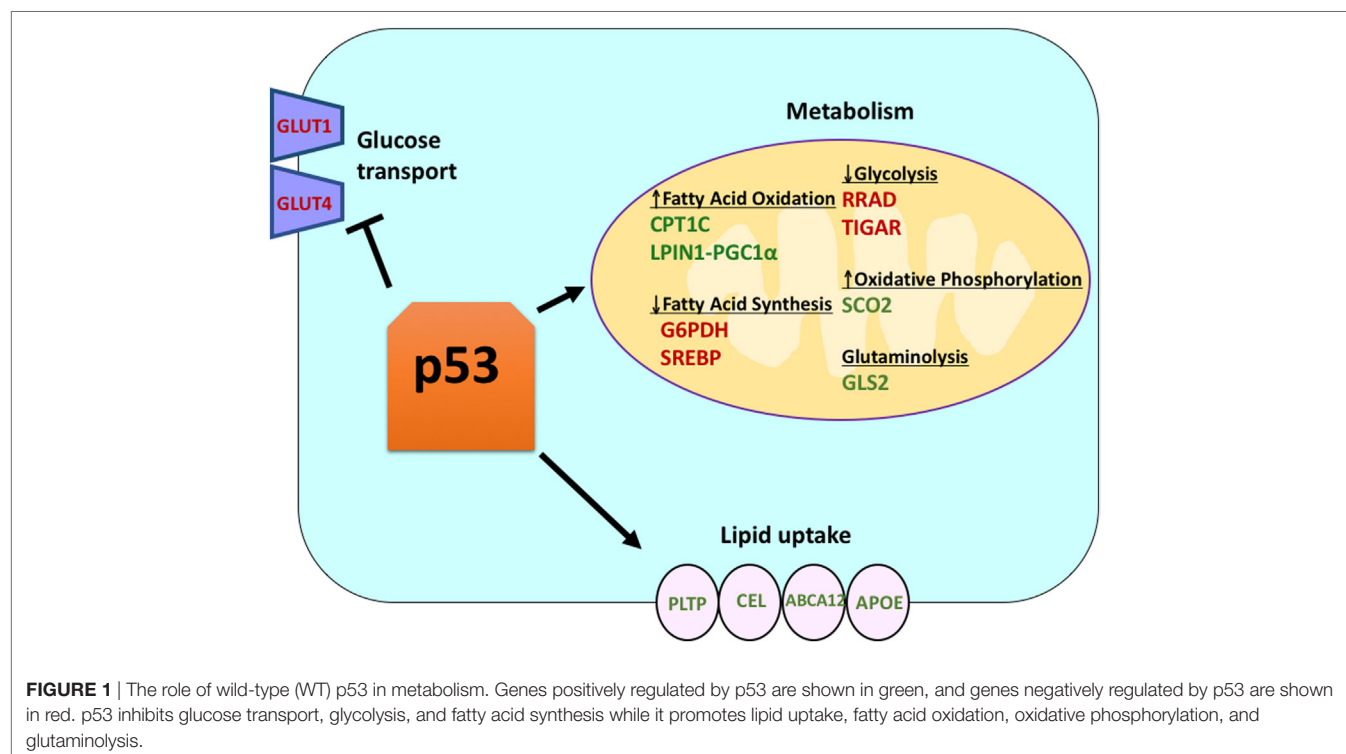 GLUT1
GLUT4
Glucose
transport
p53
Metabolism
↑Fatty Acid Oxidation
CPT1C
LPIN1-PGC1α
↓Fatty Acid Synthesis
G6PDH
SREBP
↓Glycolysis
RRAD
TIGAR
↑Oxidative Phosphorylation
SCO2
Glutaminolysis
GLS2
Lipid uptake
PLTP CEL ABCA12 APOE
FIGURE 1 | The role of wild-type (WT) p53 in metabolism. Genes positively regulated by p53 are shown in green, and genes negatively regulated by p53 are shown
in red. p53 inhibits glucose transport, glycolysis, and fatty acid synthesis while it promotes lipid uptake, fatty acid oxidation, oxidative phosphorylation, and
glutaminolysis.